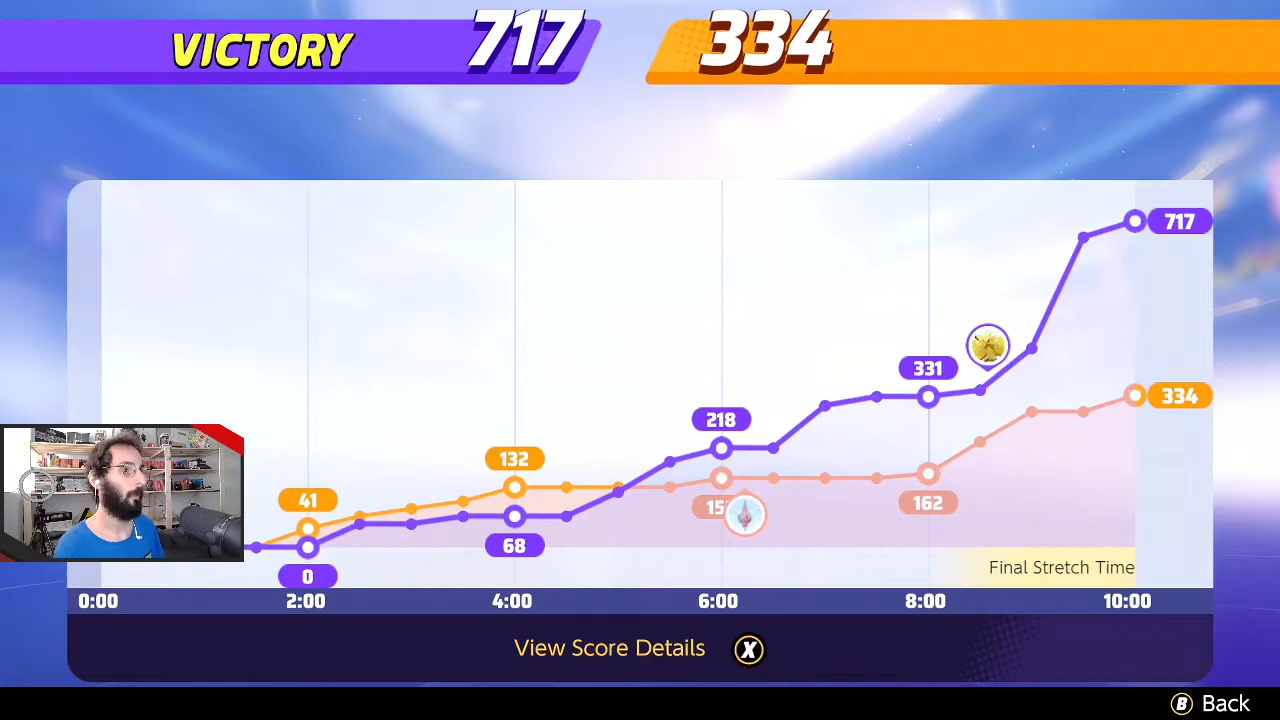 VICTORY 717 334
717
331
218
334
132
41
15
162
68
0
Final Stretch Time
0:00 2:00 4:00 6:00 8:00 10:00
View Score Details X
B Back